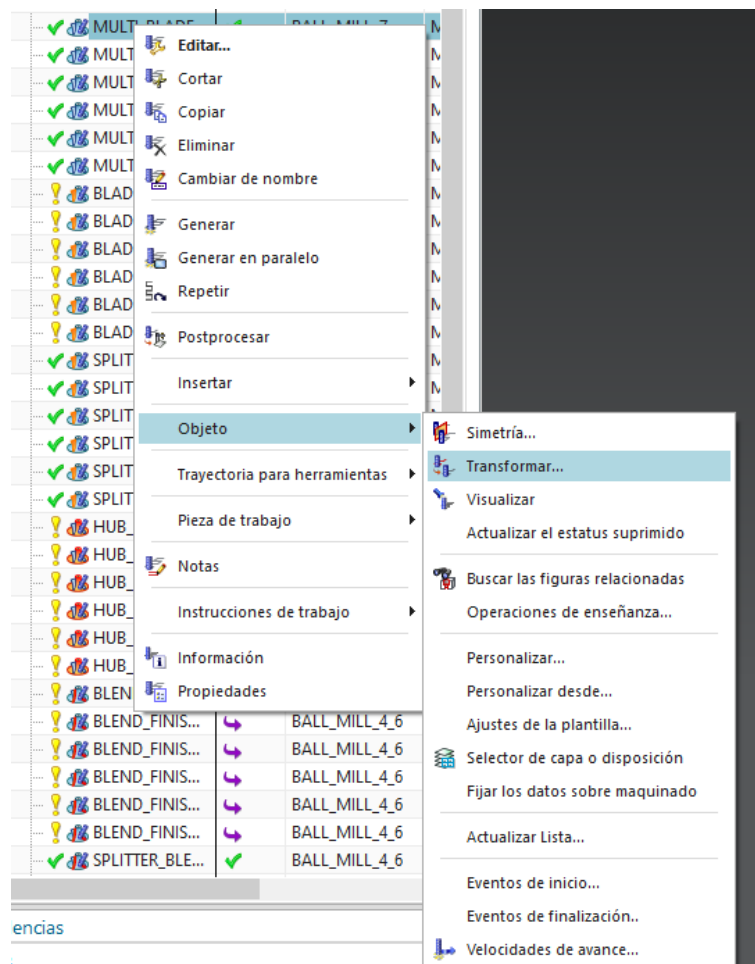 MULTI_BLADE BALL_MILL_7
MULT
MULT
MULT
MULT
MULT
BLAD
BLAD
BLAD
BLAD
BLAD
BLAD
SPLIT
SPLIT
SPLIT
SPLIT
SPLIT
SPLIT
HUB_
HUB_
HUB_
HUB_
HUB_
HUB_
BLEN
BLEND_FINIS... BALL_MILL_4_6
BLEND_FINIS... BALL_MILL_4_6
BLEND_FINIS... BALL_MILL_4_6
BLEND_FINIS... BALL_MILL_4_6
BLEND_FINIS... BALL_MILL_4_6
SPLITTER_BLE... BALL_MILL_4_6
encias
Editar...
Cortar
Copiar
Eliminar
Cambiar de nombre
Generar
Generar en paralelo
Repetir
Postprocesar
Insertar
Objeto
Trayectoria para herramientas
Pieza de trabajo
Notas
Instrucciones de trabajo
Información
Propiedades
Simetría...
Transformar...
Visualizar
Actualizar el estatus suprimido
Buscar las figuras relacionadas
Operaciones de enseñanza...
Personalizar...
Personalizar desde...
Ajustes de la plantilla...
Selector de capa o disposición
Fijar los datos sobre maquinado
Actualizar Lista...
Eventos de inicio...
Eventos de finalización..
Velocidades de avance...